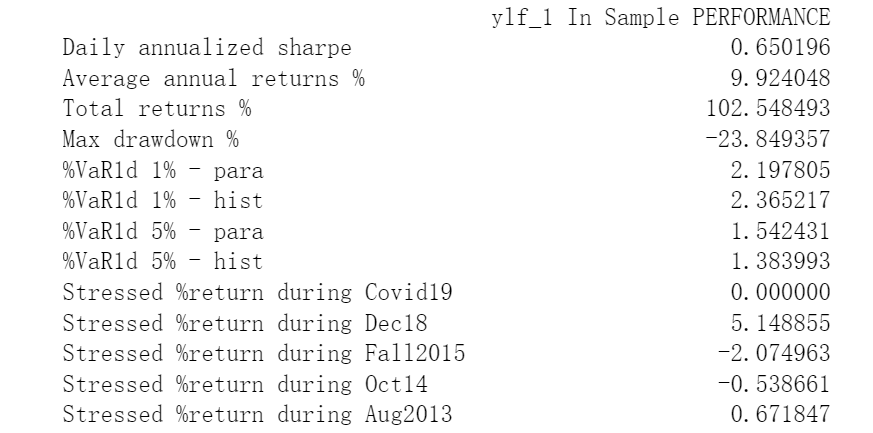 ylf_1 In Sample PERFORMANCE
Daily annualized sharpe 0.650196
Average annual returns % 9.924048
Total returns % 102.548493
Max drawdown % -23.849357
%VaR1d 1% - para 2.197805
%VaR1d 1% - hist 2.365217
%VaR1d 5% - para 1.542431
%VaR1d 5% - hist 1.383993
Stressed %return during Covid19 0.000000
Stressed %return during Dec18 5.148855
Stressed %return during Fall2015 -2.074963
Stressed %return during Oct14 -0.538661
Stressed %return during Aug2013 0.671847